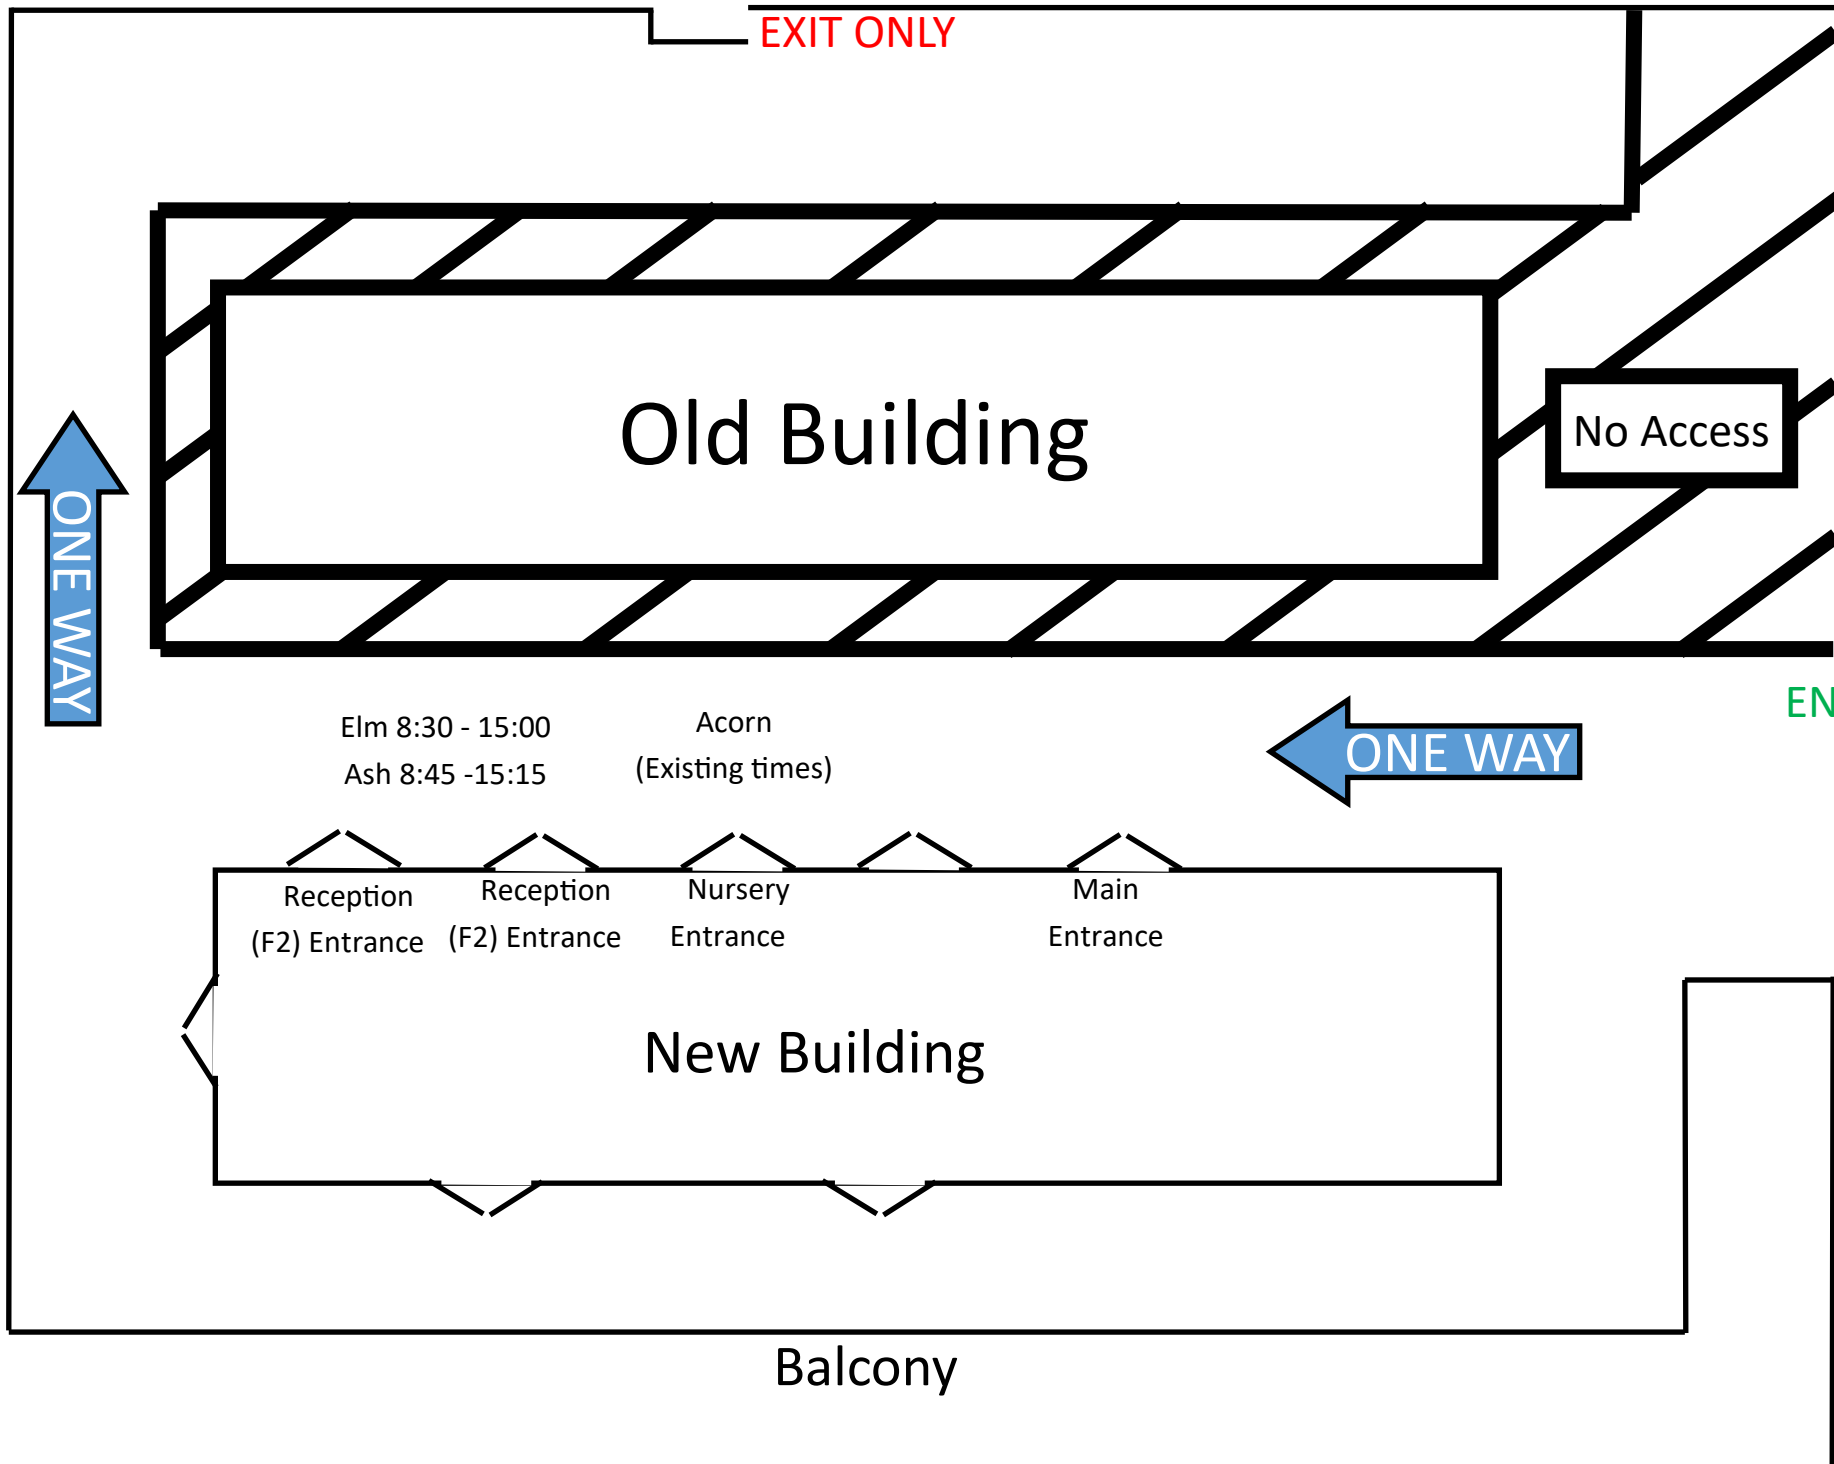 EXIT ONLY
Old Building
No Access
ONE WAY
EN
Elm 8:30 - 15:00
Ash 8:45 -15:15
Acorn
(Existing times)
ONE WAY
Reception
(F2) Entrance
Reception
(F2) Entrance
Nursery
Entrance
Main
Entrance
New Building
Balcony